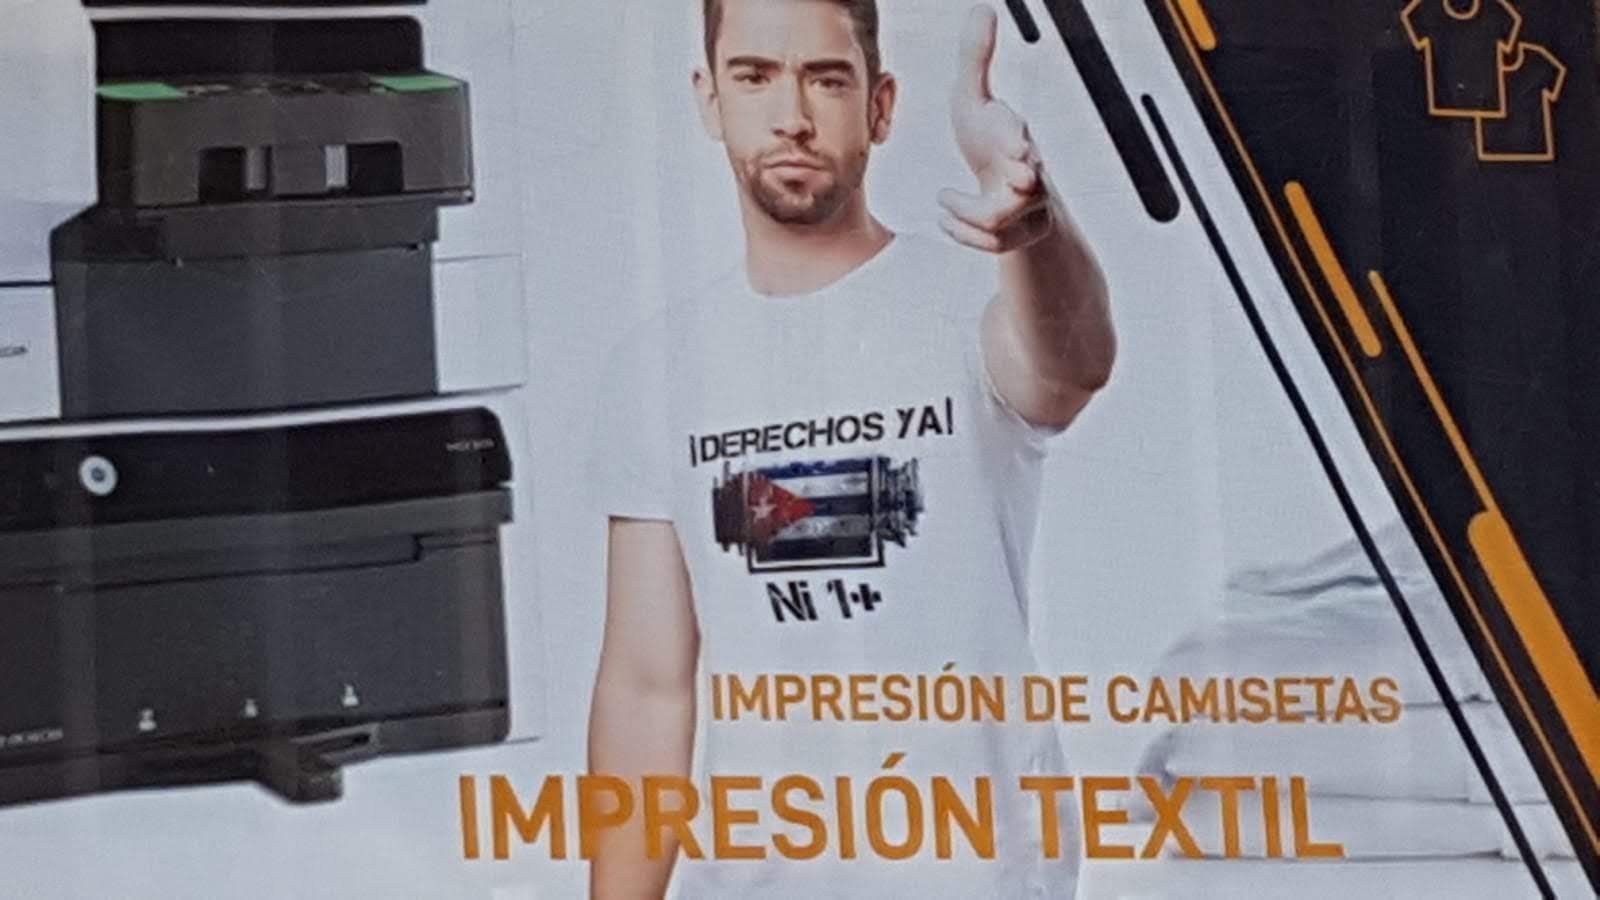 ¡DERECHOS YA!
Ni 1+
IMPRESIÓN DE CAMISETAS
IMPRESIÓN TEXTIL